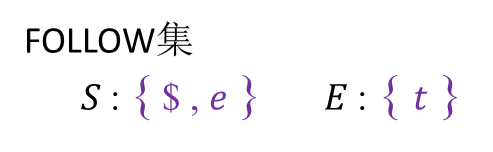 FOLLOW集
S : { $ , e } E : { t }